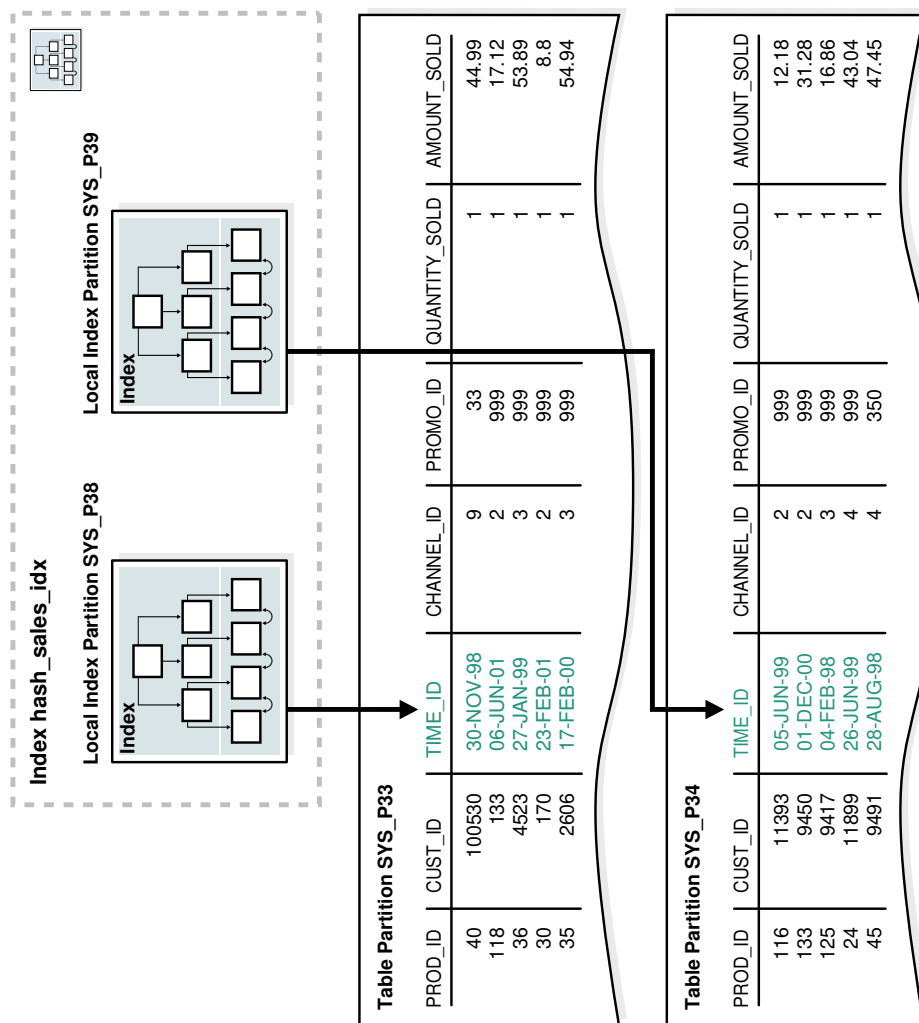 Index hash_sales_idx
Local Index Partition SYS_P38 Local Index Partition SYS_P39
Index Index
Table Partition SYS_P33
PROD_ID CUST_ID TIME_ID CHANNEL_ID PROMO_ID QUANTITY_SOLD AMOUNT_SOLD
40 100530 30-NOV-98 9 33 1 44.99
118 133 06-JUN-01 2 999 1 17.12
36 4523 27-JAN-99 3 999 1 53.89
30 170 23-FEB-01 2 999 1 8.8
35 2606 17-FEB-00 3 999 1 54.94
Table Partition SYS_P34
PROD_ID CUST_ID TIME_ID CHANNEL_ID PROMO_ID QUANTITY_SOLD AMOUNT_SOLD
116 11393 05-JUN-99 2 999 1 12.18
133 9450 01-DEC-00 2 999 1 31.28
125 9417 04-FEB-98 3 999 1 16.86
24 11899 26-JUN-99 4 999 1 43.04
45 9491 28-AUG-98 4 350 1 47.45